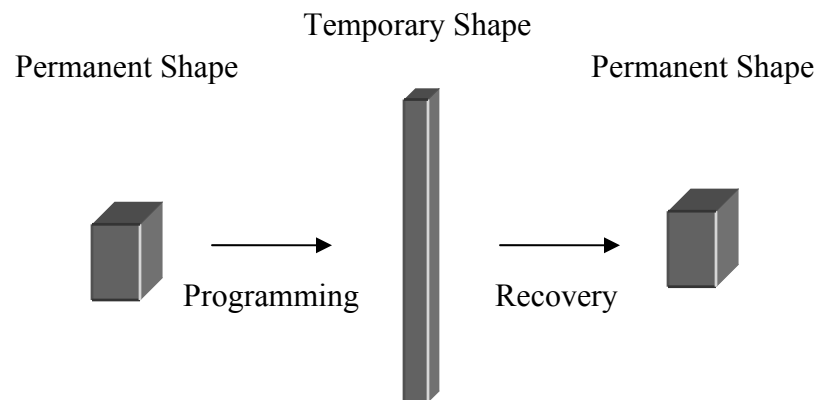 Temporary Shape
Permanent Shape
Permanent Shape
Programming
Recovery